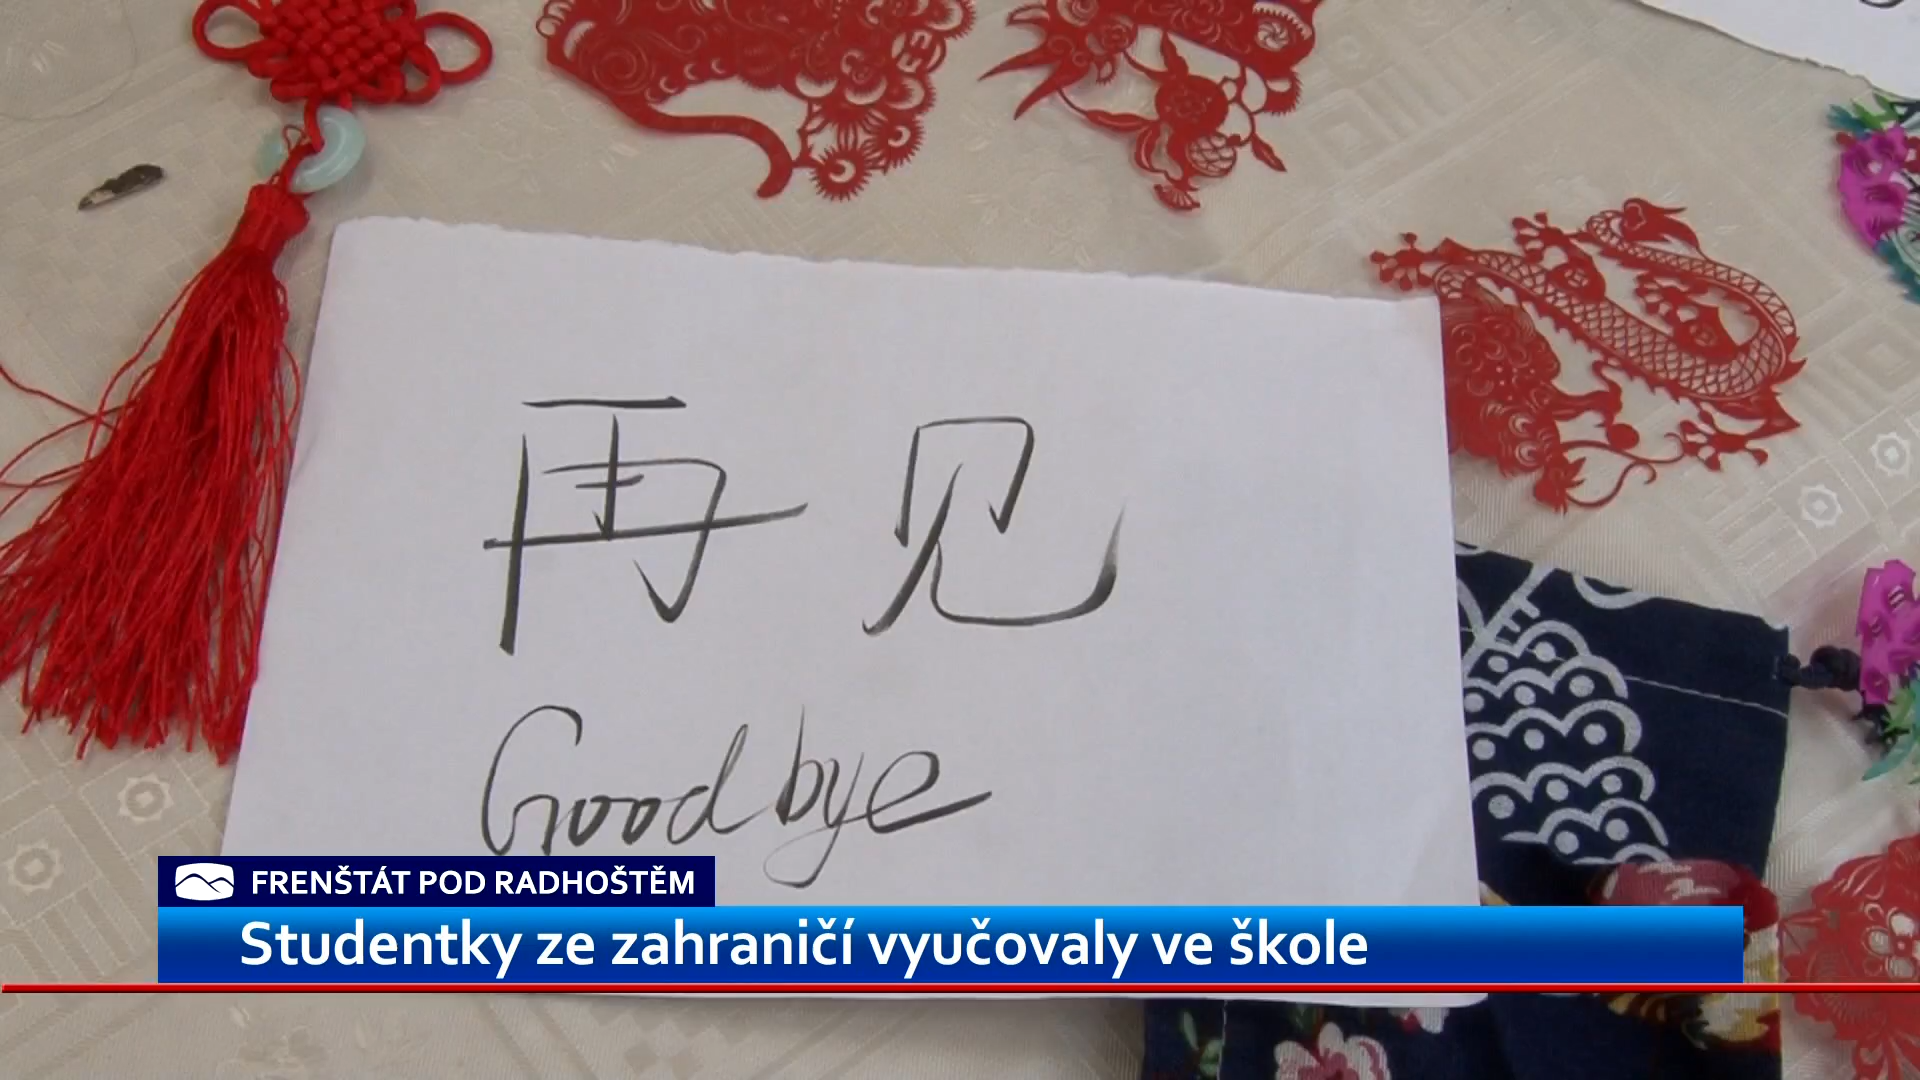 再见
Goodbye
FRENŠTÁT POD RADHOŠTĚM
Studentky ze zahraničí vyučovaly ve škole